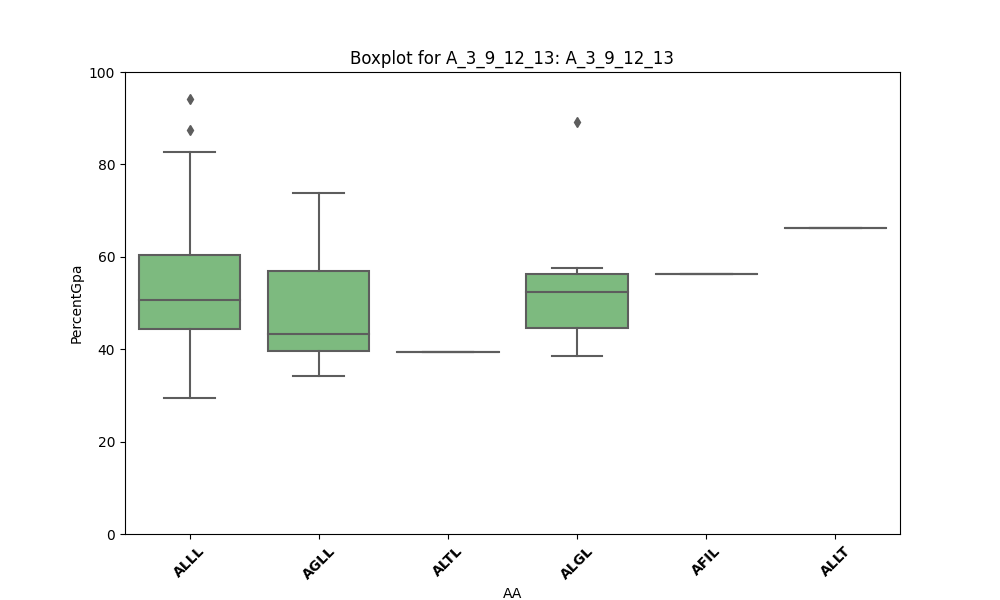 Boxplot for A_3_9_12_13: A_3_9_12_13
100
80
60
40
20
0
PercentGpa
ALLL
AGLL
ALTL
ALGL
AFIL
ALLT
AA